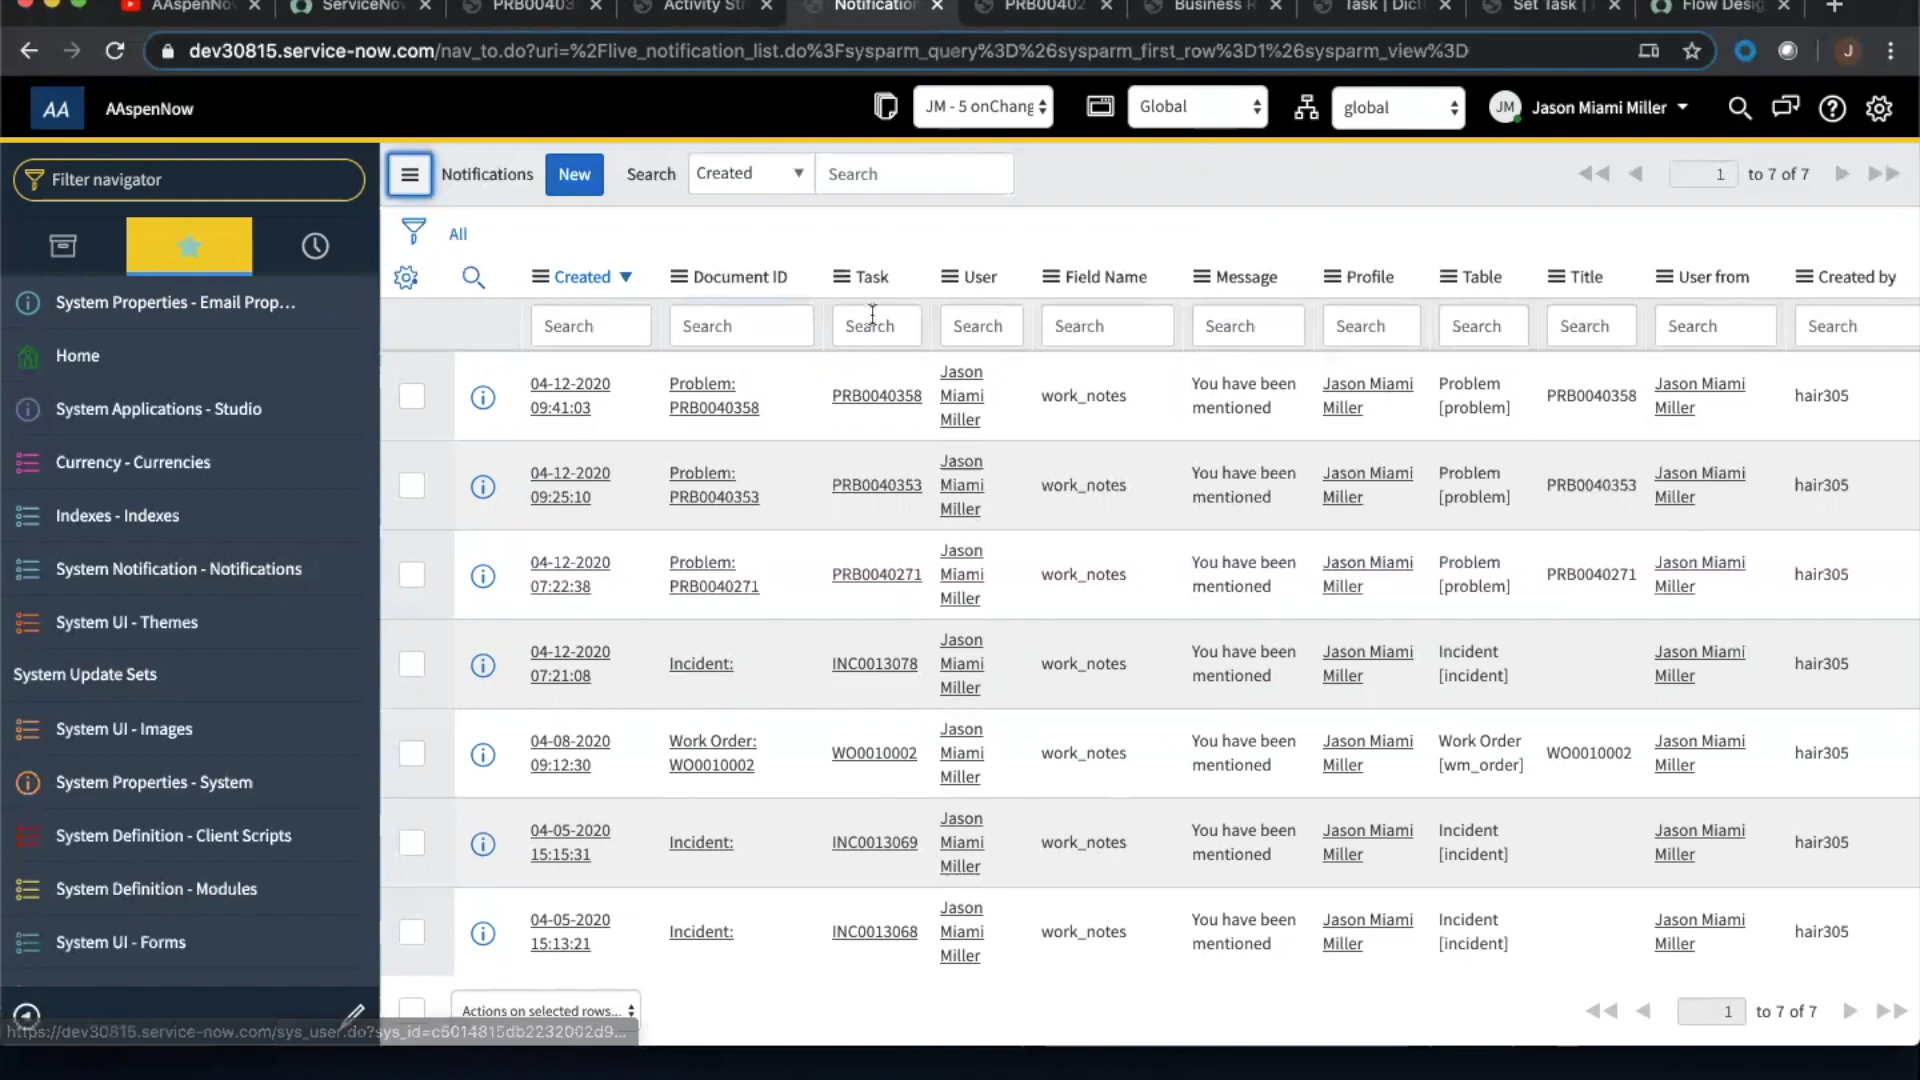 AAspenNo
ServiceNo
PRB00403
Activity Str
Notification
PRB00402
Business R
Task | Dict
Set Task |
Flow Desig
dev30815.service-now.com/nav_to.do?uri=%2Flive_notification_list.do%3Fsysparm_query%3D%26sysparm_first_row%3D1%26sysparm_view%3D
J
AA AAspenNow JM - 5 onChang Global global JM Jason Miami Miller
Filter navigator
System Properties - Email Prop...
Home
System Applications - Studio
Currency - Currencies
Indexes - Indexes
System Notification - Notifications
System UI - Themes
System Update Sets
System UI - Images
System Properties - System
System Definition - Client Scripts
System Definition - Modules
System UI - Forms
https://dev30815.service-now.com/sys_user.do?sys_id=c5014815db2232002d9...
Notifications New Search Created Search 1 to 7 of 7
All
Created Document ID Task User Field Name Message Profile Table Title User from Created by
Search Search Search Search Search Search Search Search Search Search Search
04-12-2020 09:41:03 Problem: PRB0040358 PRB0040358 Jason Miami Miller work_notes You have been mentioned Jason Miami Miller Problem [problem] PRB0040358 Jason Miami Miller hair305
04-12-2020 09:25:10 Problem: PRB0040353 PRB0040353 Jason Miami Miller work_notes You have been mentioned Jason Miami Miller Problem [problem] PRB0040353 Jason Miami Miller hair305
04-12-2020 07:22:38 Problem: PRB0040271 PRB0040271 Jason Miami Miller work_notes You have been mentioned Jason Miami Miller Problem [problem] PRB0040271 Jason Miami Miller hair305
04-12-2020 07:21:08 Incident: INC0013078 Jason Miami Miller work_notes You have been mentioned Jason Miami Miller Incident [incident] Jason Miami Miller hair305
04-08-2020 09:12:30 Work Order: WO0010002 WO0010002 Jason Miami Miller work_notes You have been mentioned Jason Miami Miller Work Order [wm_order] WO0010002 Jason Miami Miller hair305
04-05-2020 15:15:31 Incident: INC0013069 Jason Miami Miller work_notes You have been mentioned Jason Miami Miller Incident [incident] Jason Miami Miller hair305
04-05-2020 15:13:21 Incident: INC0013068 Jason Miami Miller work_notes You have been mentioned Jason Miami Miller Incident [incident] Jason Miami Miller hair305
Actions on selected rows... 1 to 7 of 7